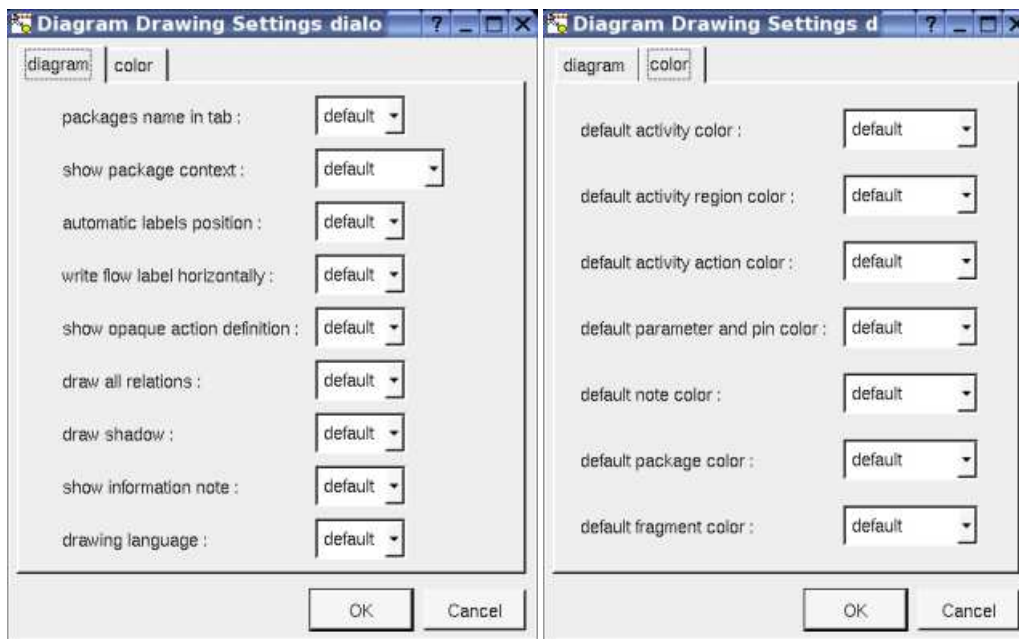 Diagram Drawing Settings dialo
diagram color
packages name in tab : default
show package context : default
automatic labels position : default
write flow label horizontally : default
show opaque action definition : default
draw all relations : default
draw shadow : default
show information note : default
drawing language : default
OK Cancel
Diagram Drawing Settings d
diagram color
default activity color : default
default activity region color : default
default activity action color : default
default parameter and pin color : default
default note color : default
default package color : default
default fragment color : default
OK Cancel